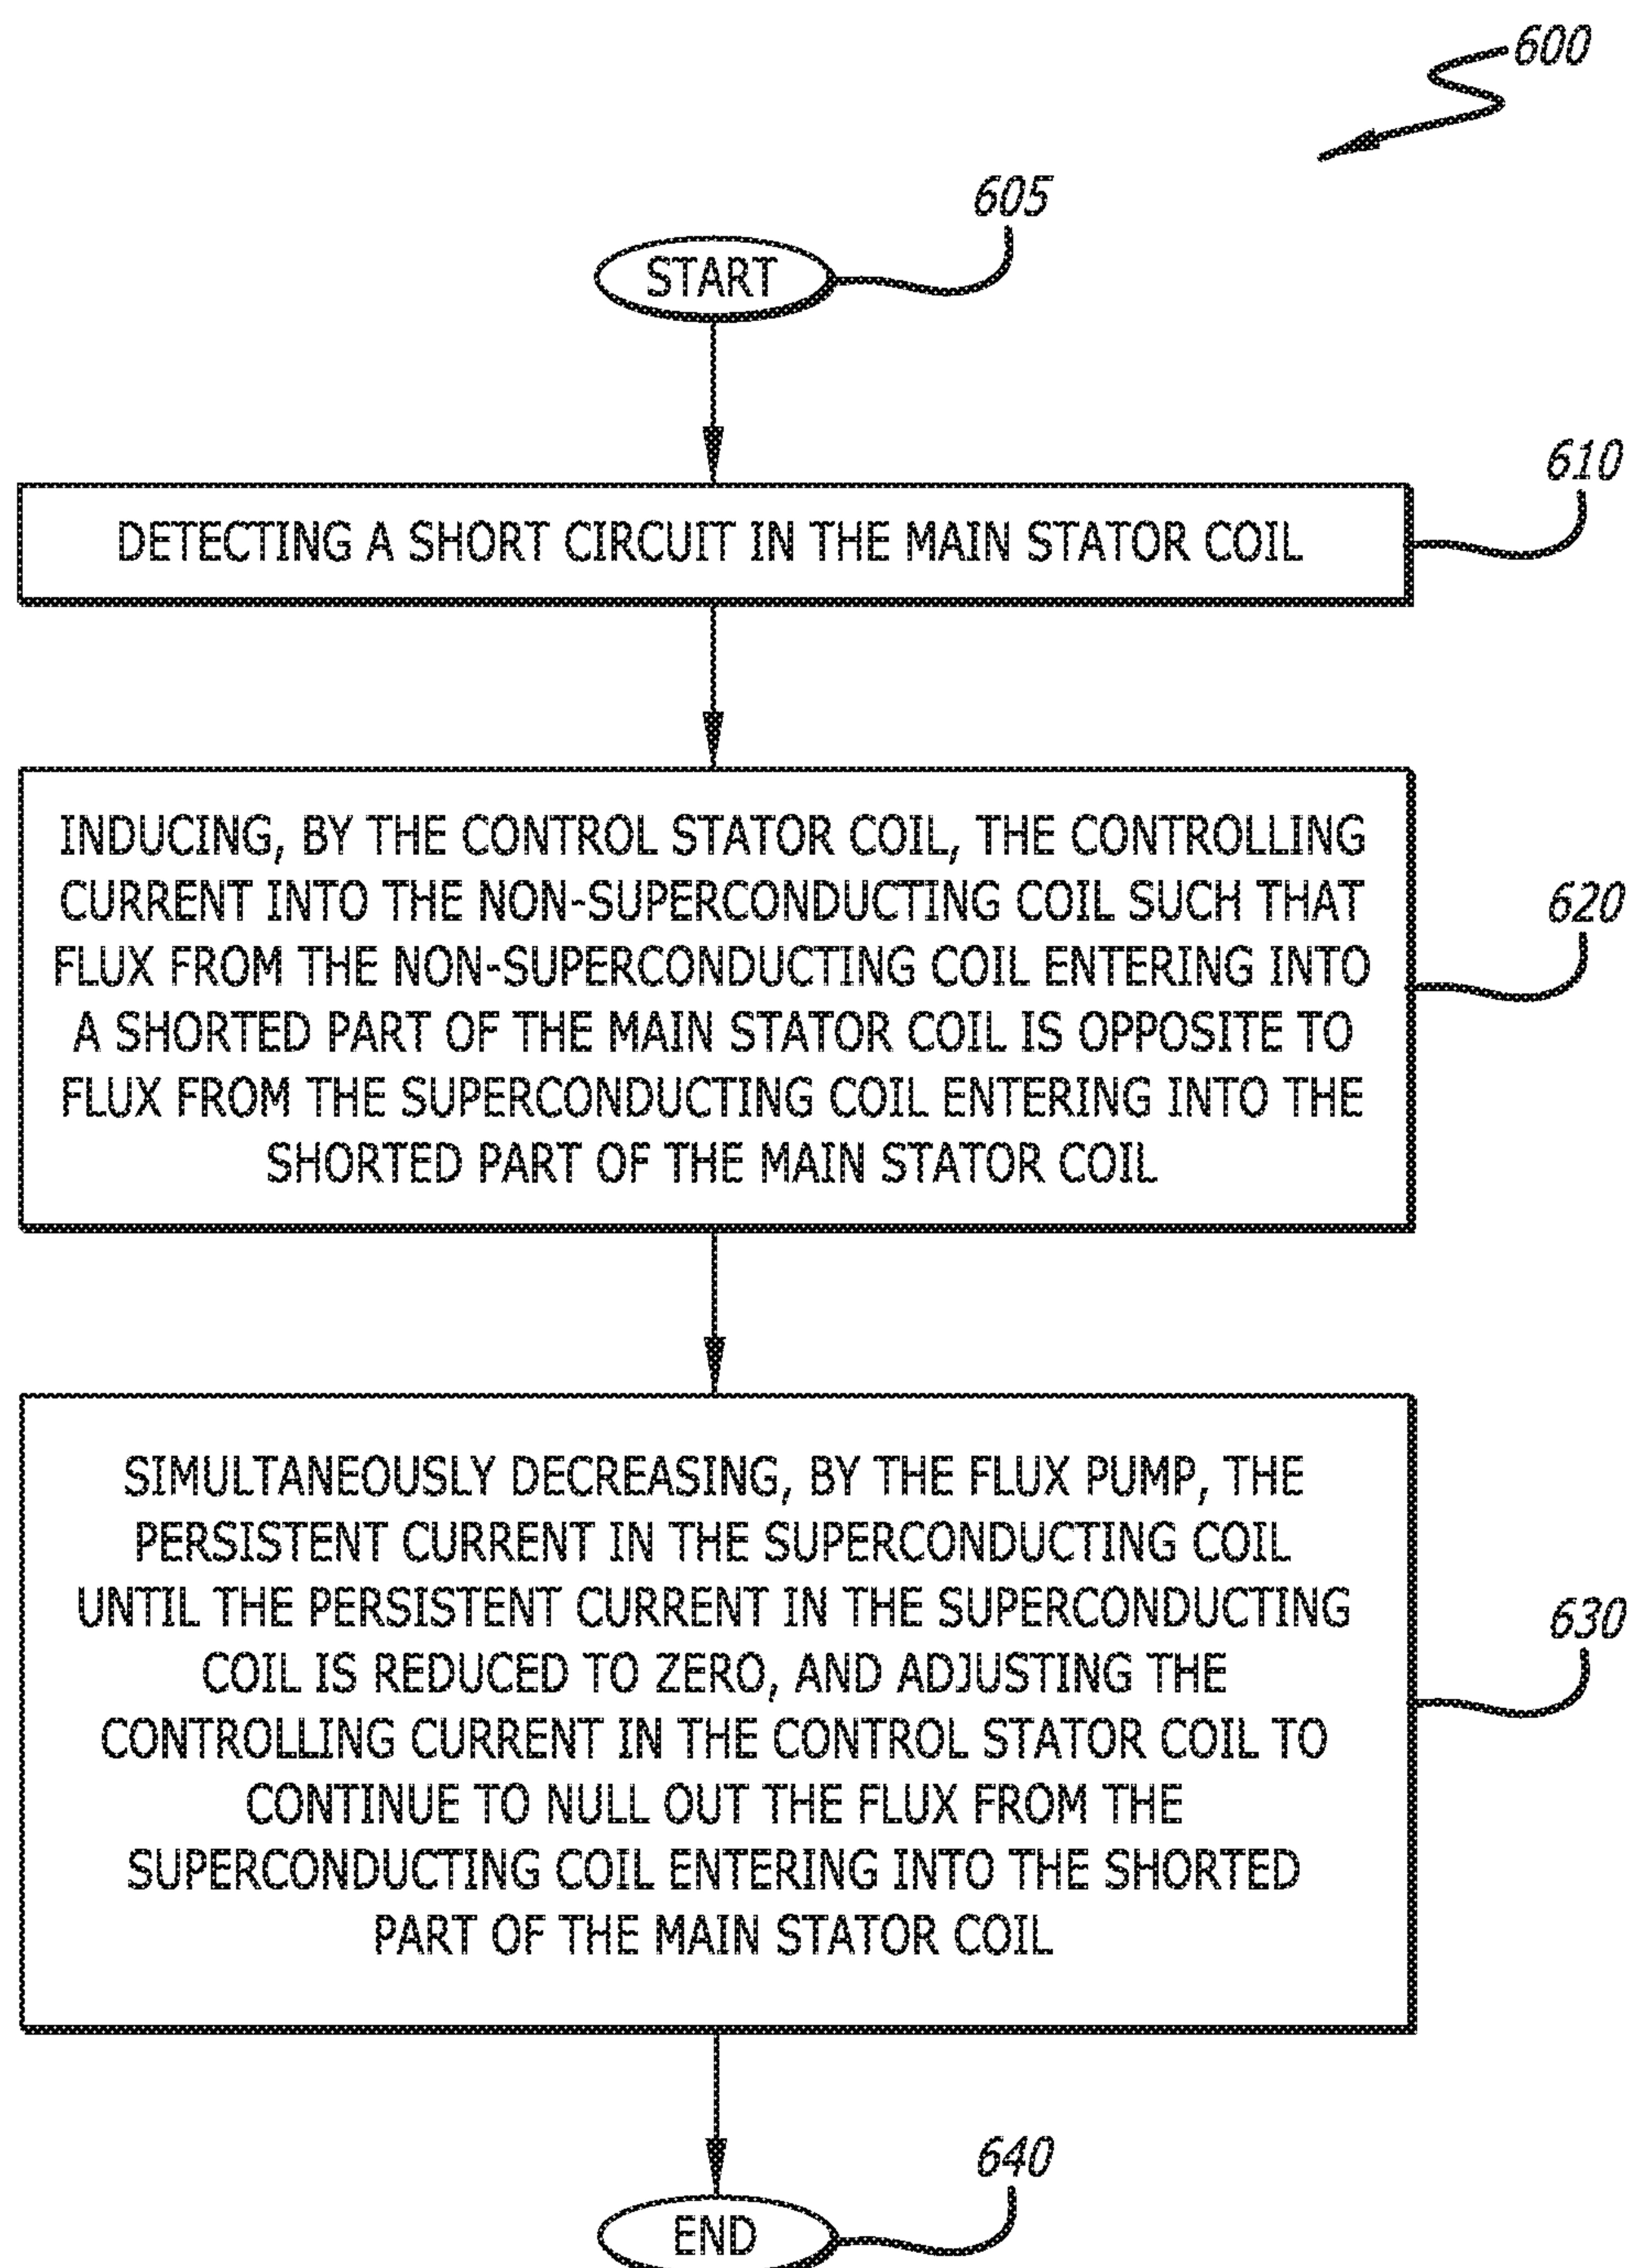 600
605
START
610
DETECTING A SHORT CIRCUIT IN THE MAIN STATOR COIL
INDUCING, BY THE CONTROL STATOR COIL, THE CONTROLLING
CURRENT INTO THE NON-SUPERCONDUCTING COIL SUCH THAT
620
FLUX FROM THE NON-SUPERCONDUCTING COIL ENTERING INTO
A SHORTED PART OF THE MAIN STATOR COIL IS OPPOSITE TO
FLUX FROM THE SUPERCONDUCTING COIL ENTERING INTO THE
SHORTED PART OF THE MAIN STATOR COIL
SIMULTANEOUSLY DECREASING, BY THE FLUX PUMP, THE
PERSISTENT CURRENT IN THE SUPERCONDUCTING COIL
UNTIL THE PERSISTENT CURRENT IN THE SUPERCONDUCTING
630
COIL IS REDUCED TO ZERO, AND ADJUSTING THE
CONTROLLING CURRENT IN THE CONTROL STATOR COIL TO
CONTINUE TO NULL OUT THE FLUX FROM THE
SUPERCONDUCTING COIL ENTERING INTO THE SHORTED
PART OF THE MAIN STATOR COIL
640
END